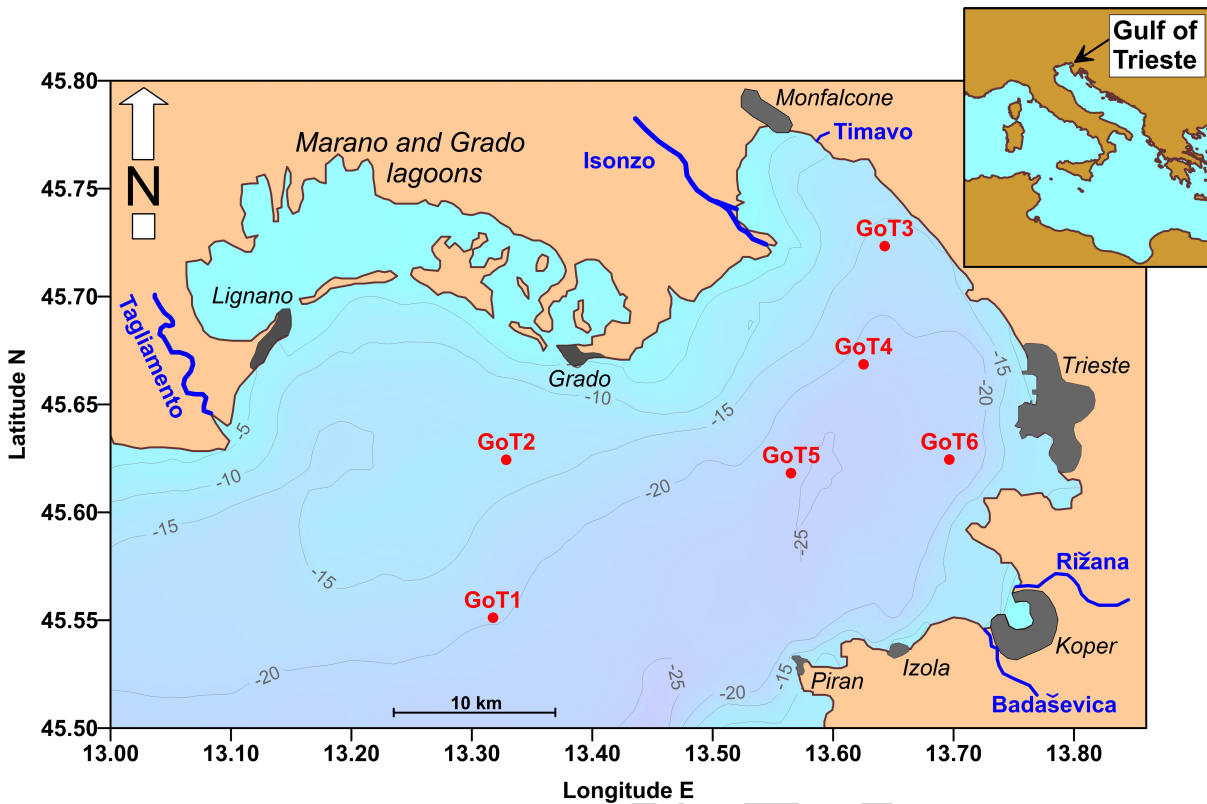 Gulf of
Trieste
45.80
45.75
45.70
45.65
45.60
45.55
45.50
Latitude N
N
Marano and Grado
lagoons
Monfalcone
Timavo
Isonzo
GoT3
Lignano
Tagliamento
GoT4
-15
Trieste
Grado
-10
-20
-5
-15
GoT2
GoT5
GoT6
-10
-20
-15
-25
-15
Rižana
GoT1
Koper
-20
-25
-20
-15
Piran
Izola
Badaševica
10 km
13.00
13.10
13.20
13.30
13.40
13.50
13.60
13.70
13.80
Longitude E